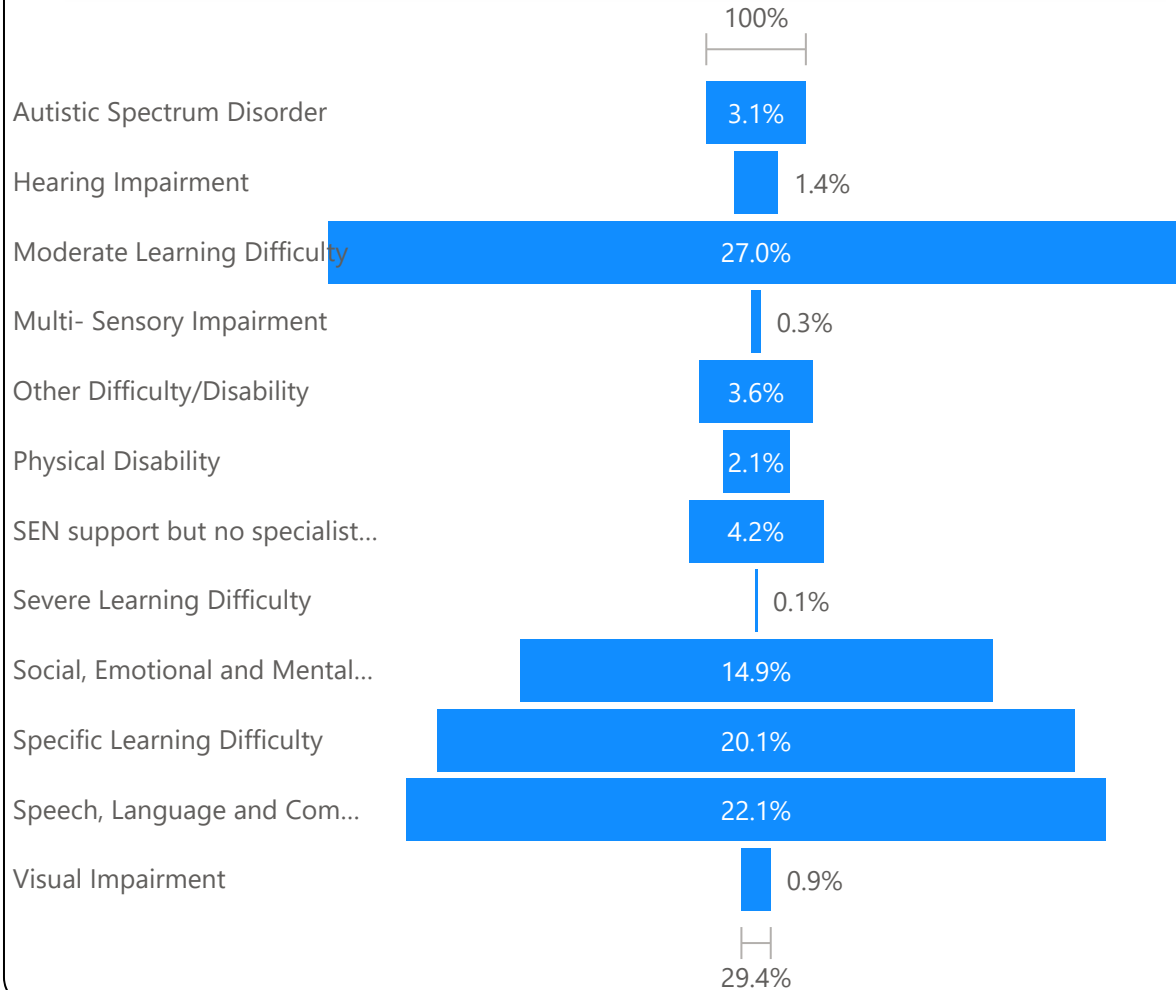 100%
Autistic Spectrum Disorder 3.1%
Hearing Impairment 1.4%
Moderate Learning Difficulty 27.0%
Multi- Sensory Impairment 0.3%
Other Difficulty/Disability 3.6%
Physical Disability 2.1%
SEN support but no specialist... 4.2%
Severe Learning Difficulty 0.1%
Social, Emotional and Mental... 14.9%
Specific Learning Difficulty 20.1%
Speech, Language and Com... 22.1%
Visual Impairment 0.9%
29.4%